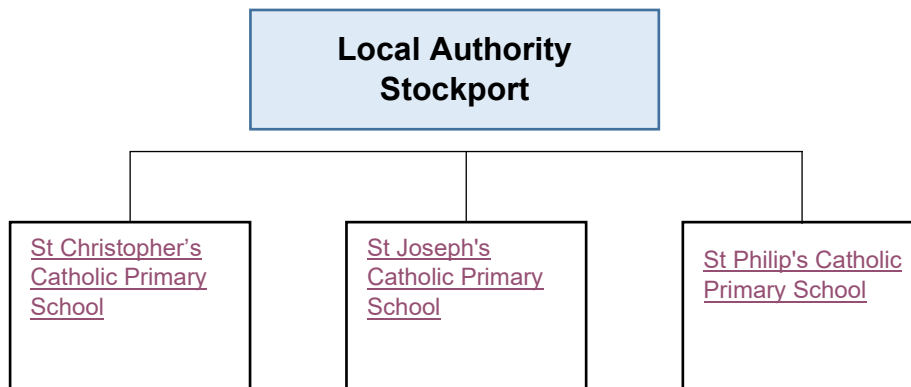 Local Authority
Stockport
St Christopher’s
Catholic Primary
School
St Joseph's
Catholic Primary
School
St Philip's Catholic
Primary School